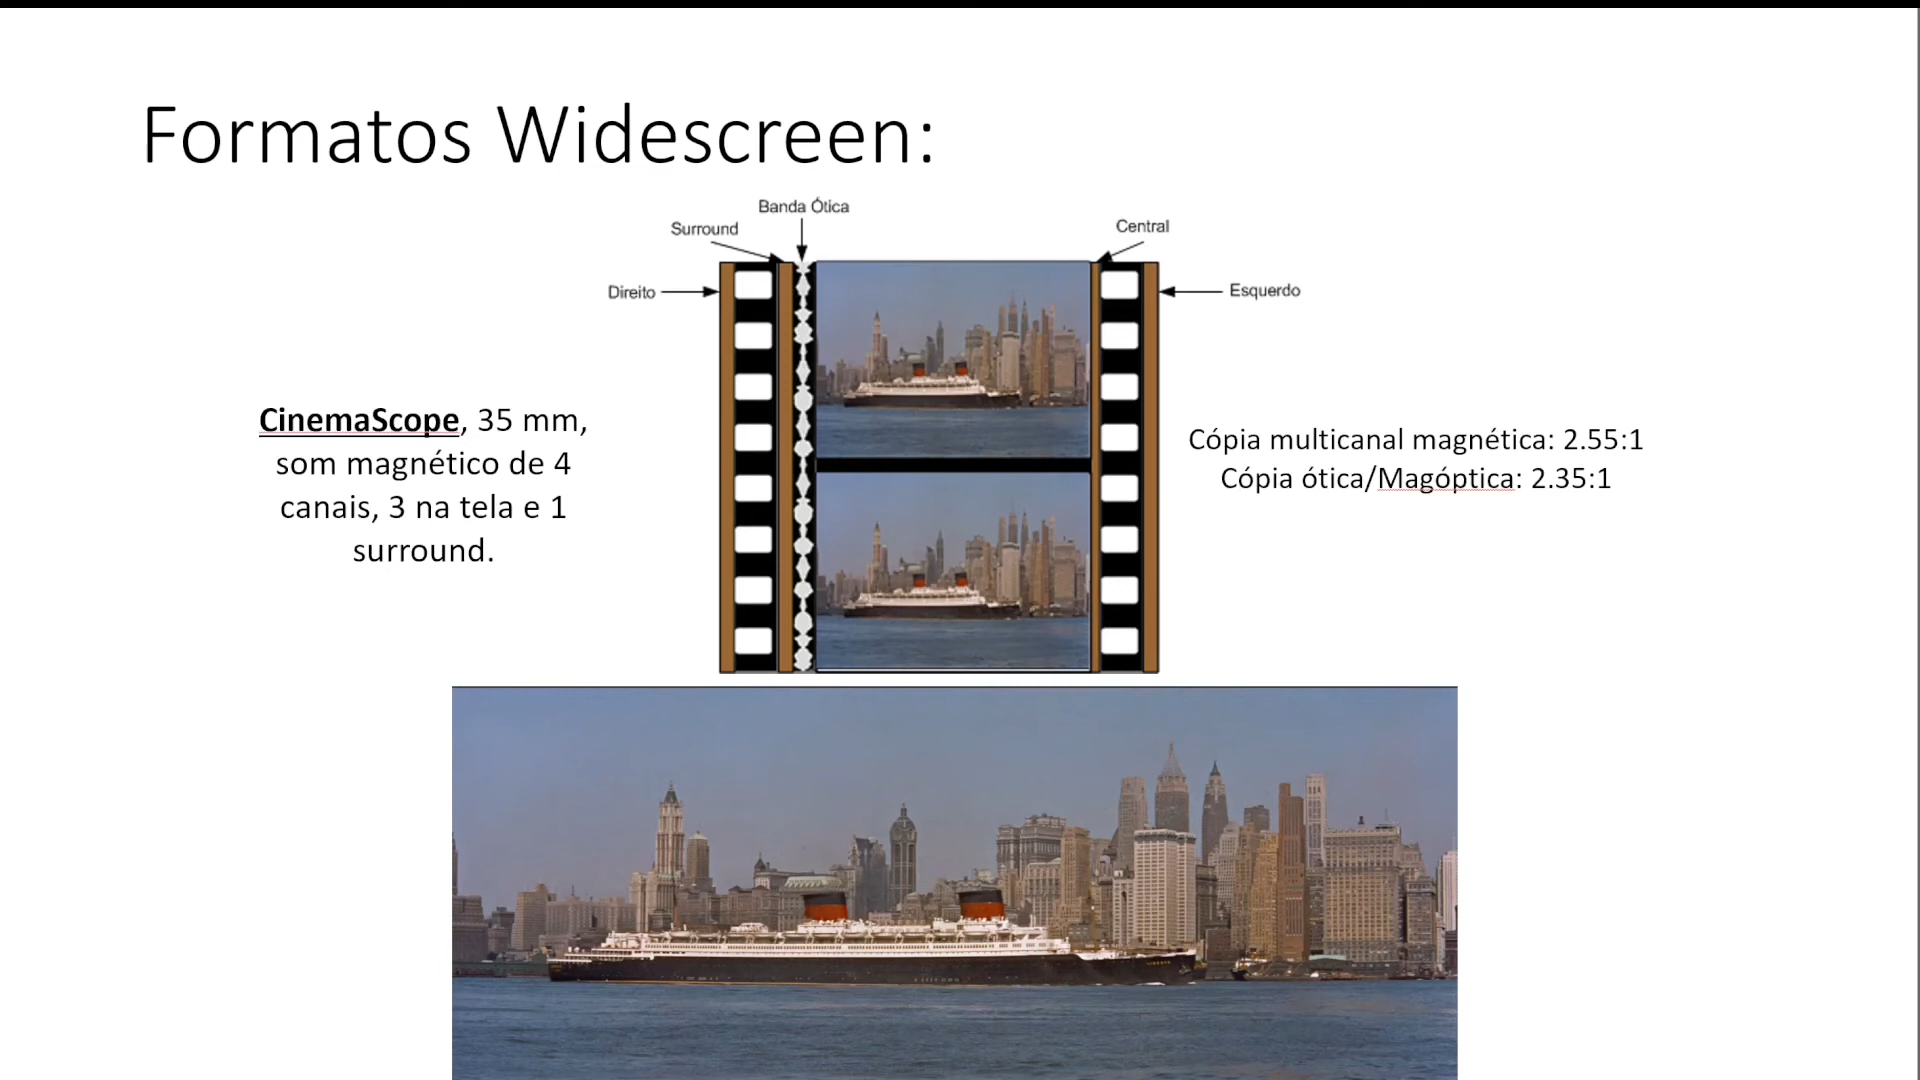 Formatos Widescreen:
Banda Ótica
Surround
Central
Direito
Esquerdo
CinemaScope, 35 mm,
som magnético de 4
canais, 3 na tela e 1
surround.
Cópia multicanal magnética: 2.55:1
Cópia ótica/Magóptica: 2.35:1